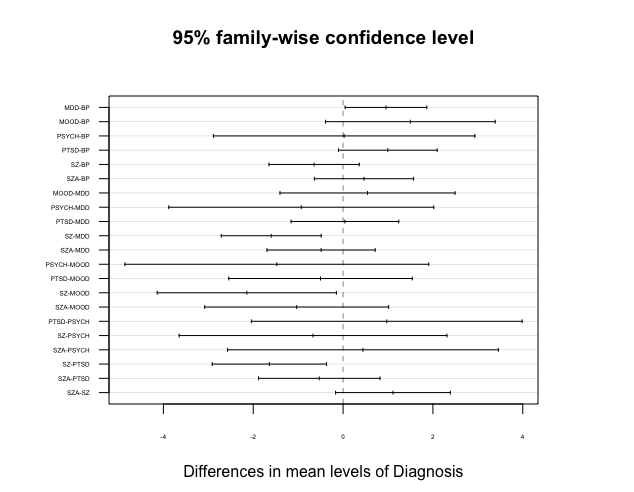 95% family-wise confidence level
MDD-BP
MOOD-BP
PSYCH-BP
PTSD-BP
SZ-BP
SZA-BP
MOOD-MDD
PSYCH-MDD
PTSD-MDD
SZ-MDD
SZA-MDD
PSYCH-MOOD
PTSD-MOOD
SZ-MOOD
SZA-MOOD
PTSD-PSYCH
SZ-PSYCH
SZA-PSYCH
SZ-PTSD
SZA-PTSD
SZA-SZ
-4 -2 0 2 4
Differences in mean levels of Diagnosis